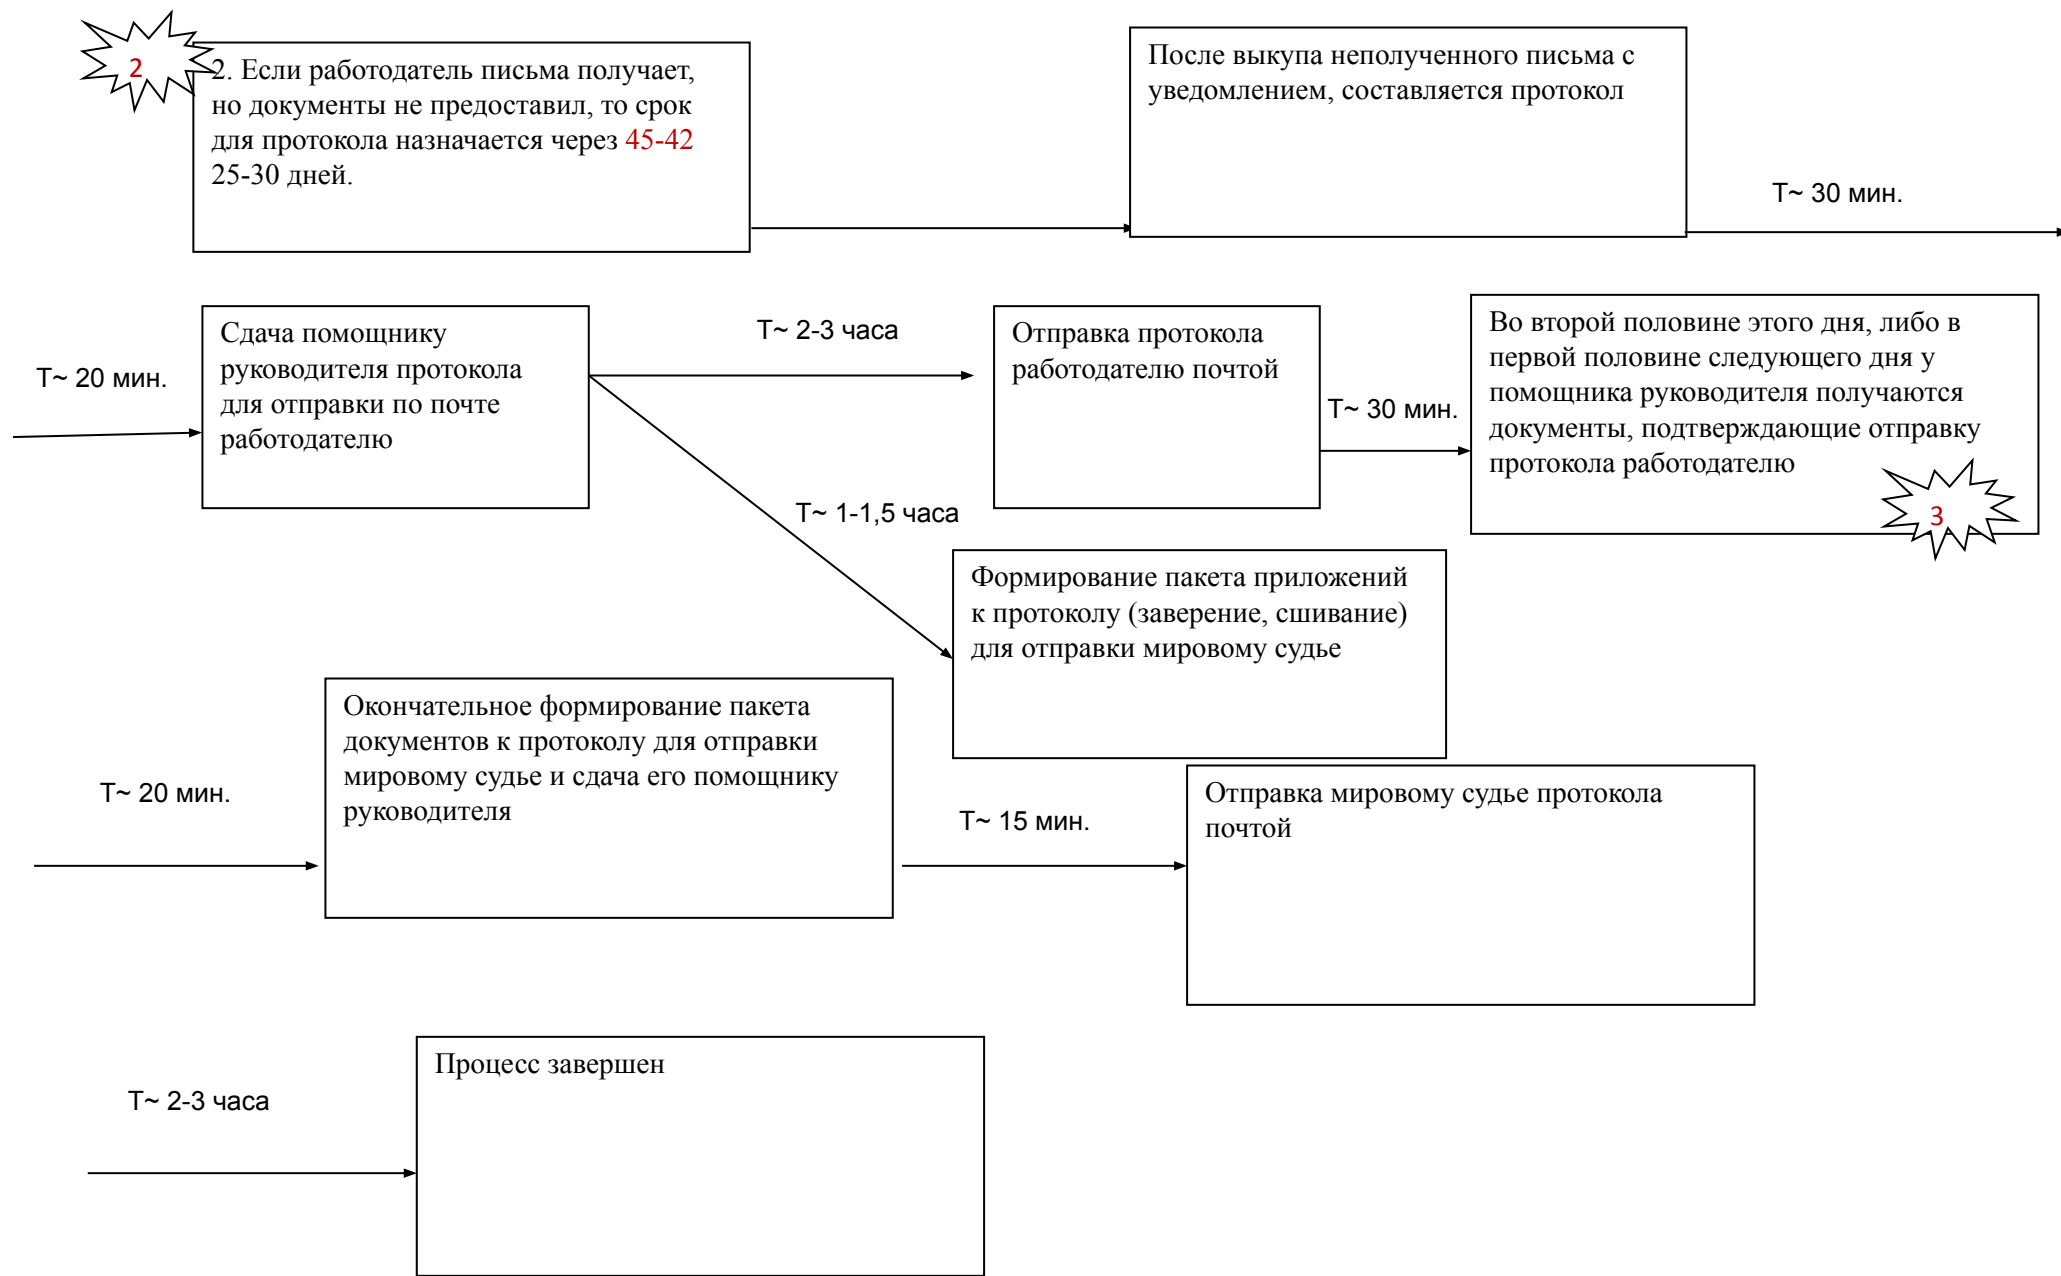 2
2. Если работодатель письма получает,
но документы не предоставил, то срок
для протокола назначается через 45-42
25-30 дней.
После выкупа неполученного письма с
уведомлением, составляется протокол
Т~ 30 мин.
Т~ 20 мин.
Сдача помощнику
руководителя протокола
для отправки по почте
работодателю
Т~ 2-3 часа
Отправка протокола
работодателю почтой
Т~ 30 мин.
Во второй половине этого дня, либо в
первой половине следующего дня у
помощника руководителя получаются
документы, подтверждающие отправку
протокола работодателю
3
Т~ 1-1,5 часа
Формирование пакета приложений
к протоколу (заверение, сшивание)
для отправки мировому судье
Т~ 20 мин.
Окончательное формирование пакета
документов к протоколу для отправки
мировому судье и сдача его помощнику
руководителя
Т~ 15 мин.
Отправка мировому судье протокола
почтой
Т~ 2-3 часа
Процесс завершен